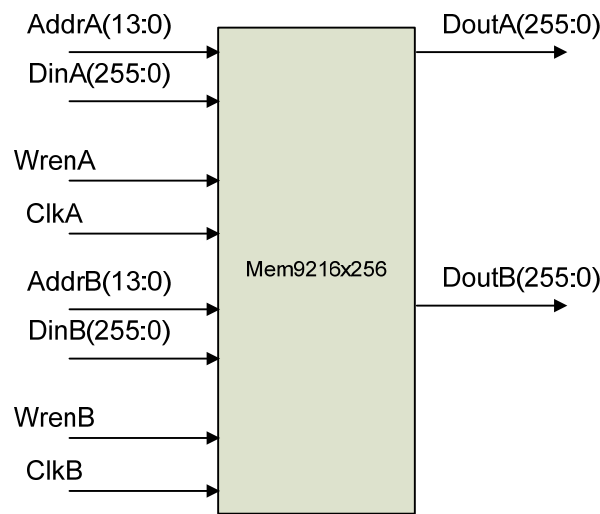 AddrA(13:0)
DinA(255:0)
WrenA
ClkA
AddrB(13:0)
DinB(255:0)
WrenB
ClkB
Mem9216x256
DoutA(255:0)
DoutB(255:0)